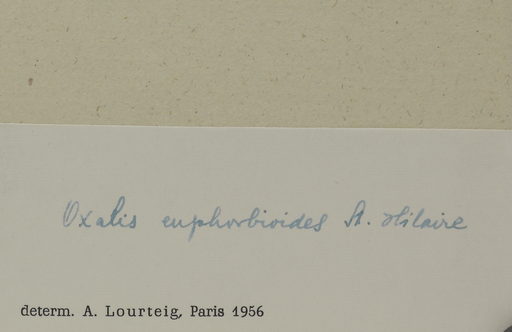 Oxalis euphorbioides St. Hilaire
determ. A. Lourteig, Paris 1956